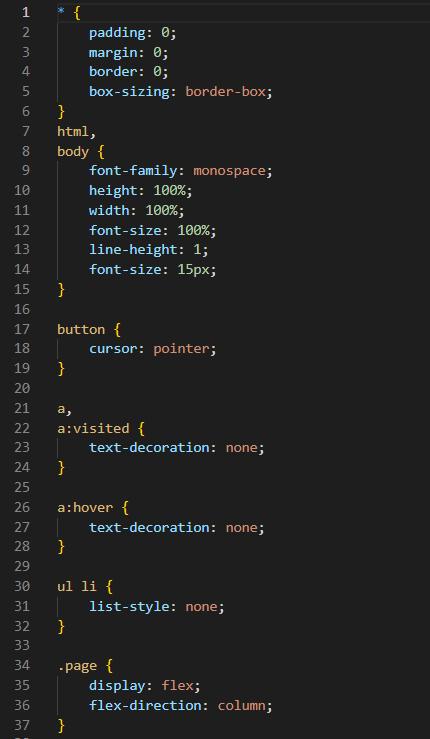 1 * {
2     padding: 0;
3     margin: 0;
4     border: 0;
5     box-sizing: border-box;
6 }
7 html,
8 body {
9     font-family: monospace;
10     height: 100%;
11     width: 100%;
12     font-size: 100%;
13     line-height: 1;
14     font-size: 15px;
15 }
16
17 button {
18     cursor: pointer;
19 }
20
21 a,
22 a:visited {
23     text-decoration: none;
24 }
25
26 a:hover {
27     text-decoration: none;
28 }
29
30 ul li {
31     list-style: none;
32 }
33
34 .page {
35     display: flex;
36     flex-direction: column;
37 }